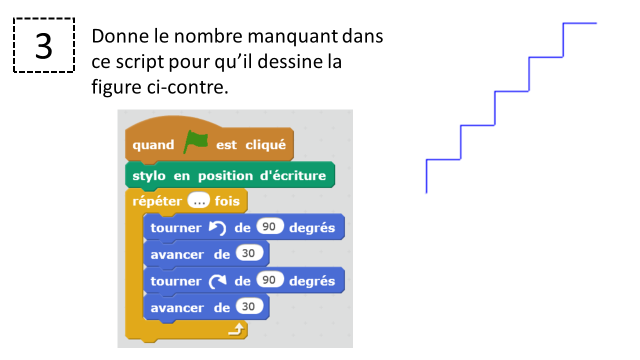 3
Donne le nombre manquant dans
ce script pour qu’il dessine la
figure ci-contre.
quand est cliqué
stylo en position d'écriture
répéter ... fois
tourner de 90 degrés
avancer de 30
tourner de 90 degrés
avancer de 30